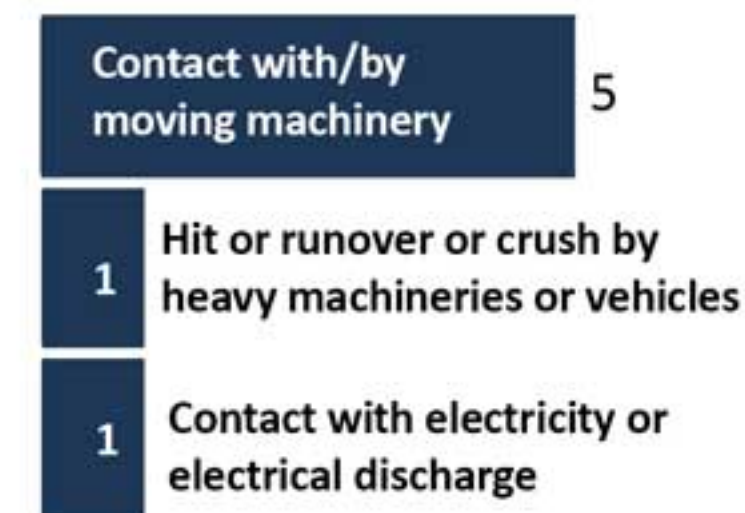 Contact with/by
moving machinery
5
1
Hit or runover or crush by
heavy machineries or vehicles
1
Contact with electricity or
electrical discharge